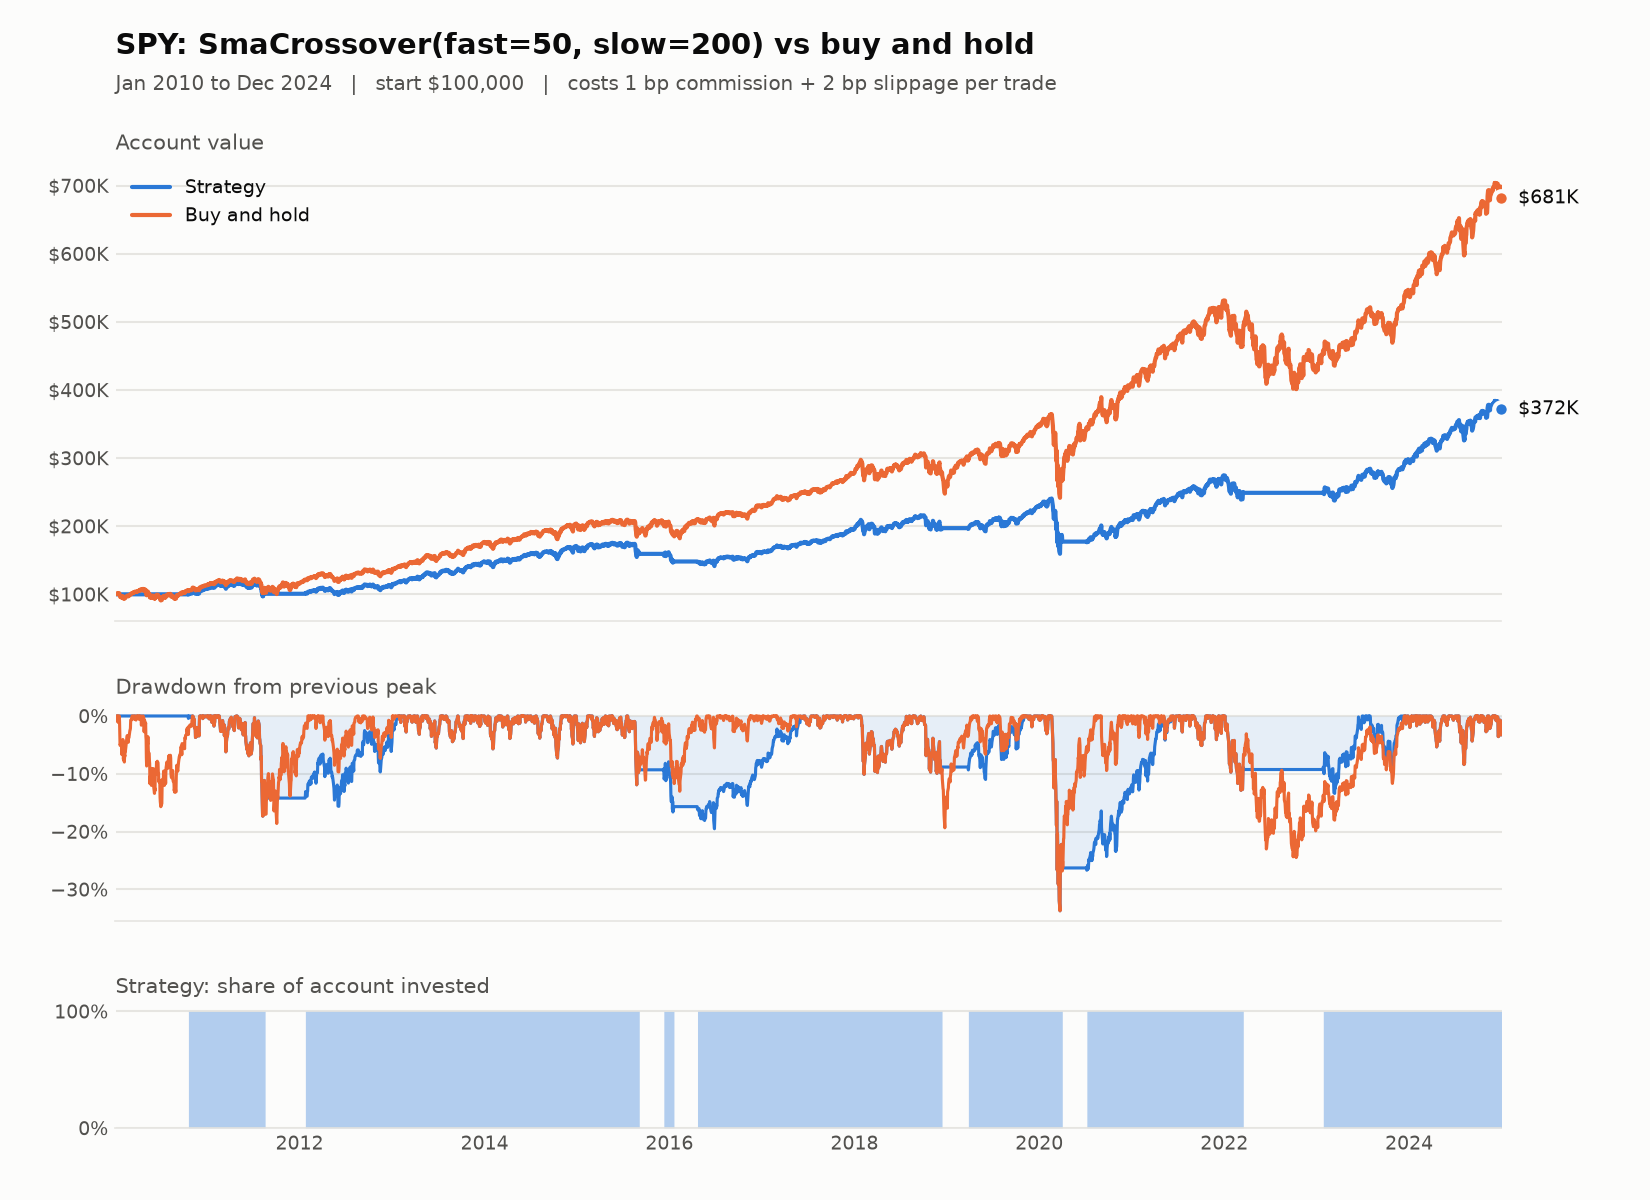 SPY: SmaCrossover(fast=50, slow=200) vs buy and hold
Jan 2010 to Dec 2024 | start $100,000 | costs 1 bp commission + 2 bp slippage per trade
Account value
$700K
Strategy
Buy and hold
$681K
$600K
$500K
$400K
$372K
$300K
$200K
$100K
Drawdown from previous peak
0%
−10%
−20%
−30%
Strategy: share of account invested
100%
0%
2012 2014 2016 2018 2020 2022 2024